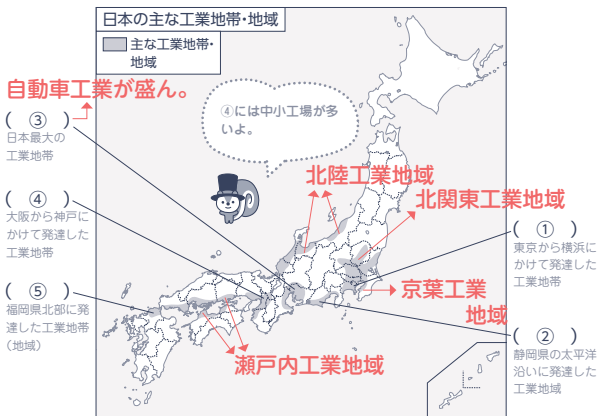 日本の主な工業地帯・地域
主な工業地帯・
地域
自動車工業が盛ん。
( ③ )
日本最大の
工業地帯
④には中小工場が多
いよ。
( ④ )
大阪から神戸に
かけて発達した
工業地帯
( ⑤ )
福岡県北部に発
達した工業地帯
(地域)
北陸工業地域
北関東工業地域
( ① )
東京から横浜に
かけて発達した
工業地帯
京葉工業
地域
( ② )
静岡県の太平洋
沿いに発達した
工業地域
瀬戸内工業地域